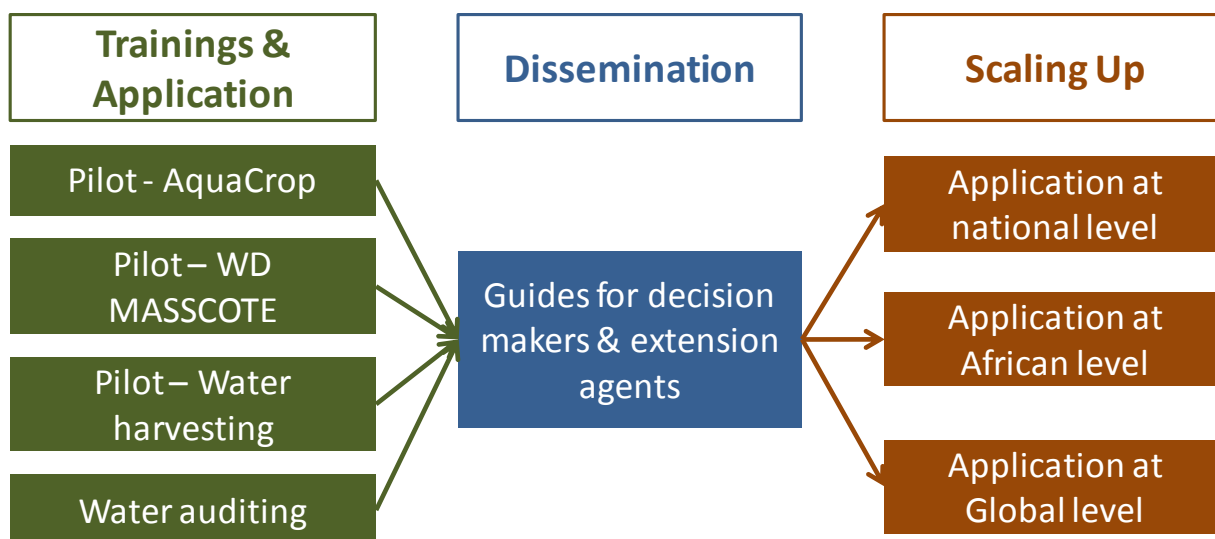 Trainings &
Application
Dissemination
Scaling Up
Pilot - AquaCrop
Pilot – WD
MASSCOTE
Pilot – Water
harvesting
Water auditing
Guides for decision
makers & extension
agents
Application at
national level
Application at
African level
Application at
Global level